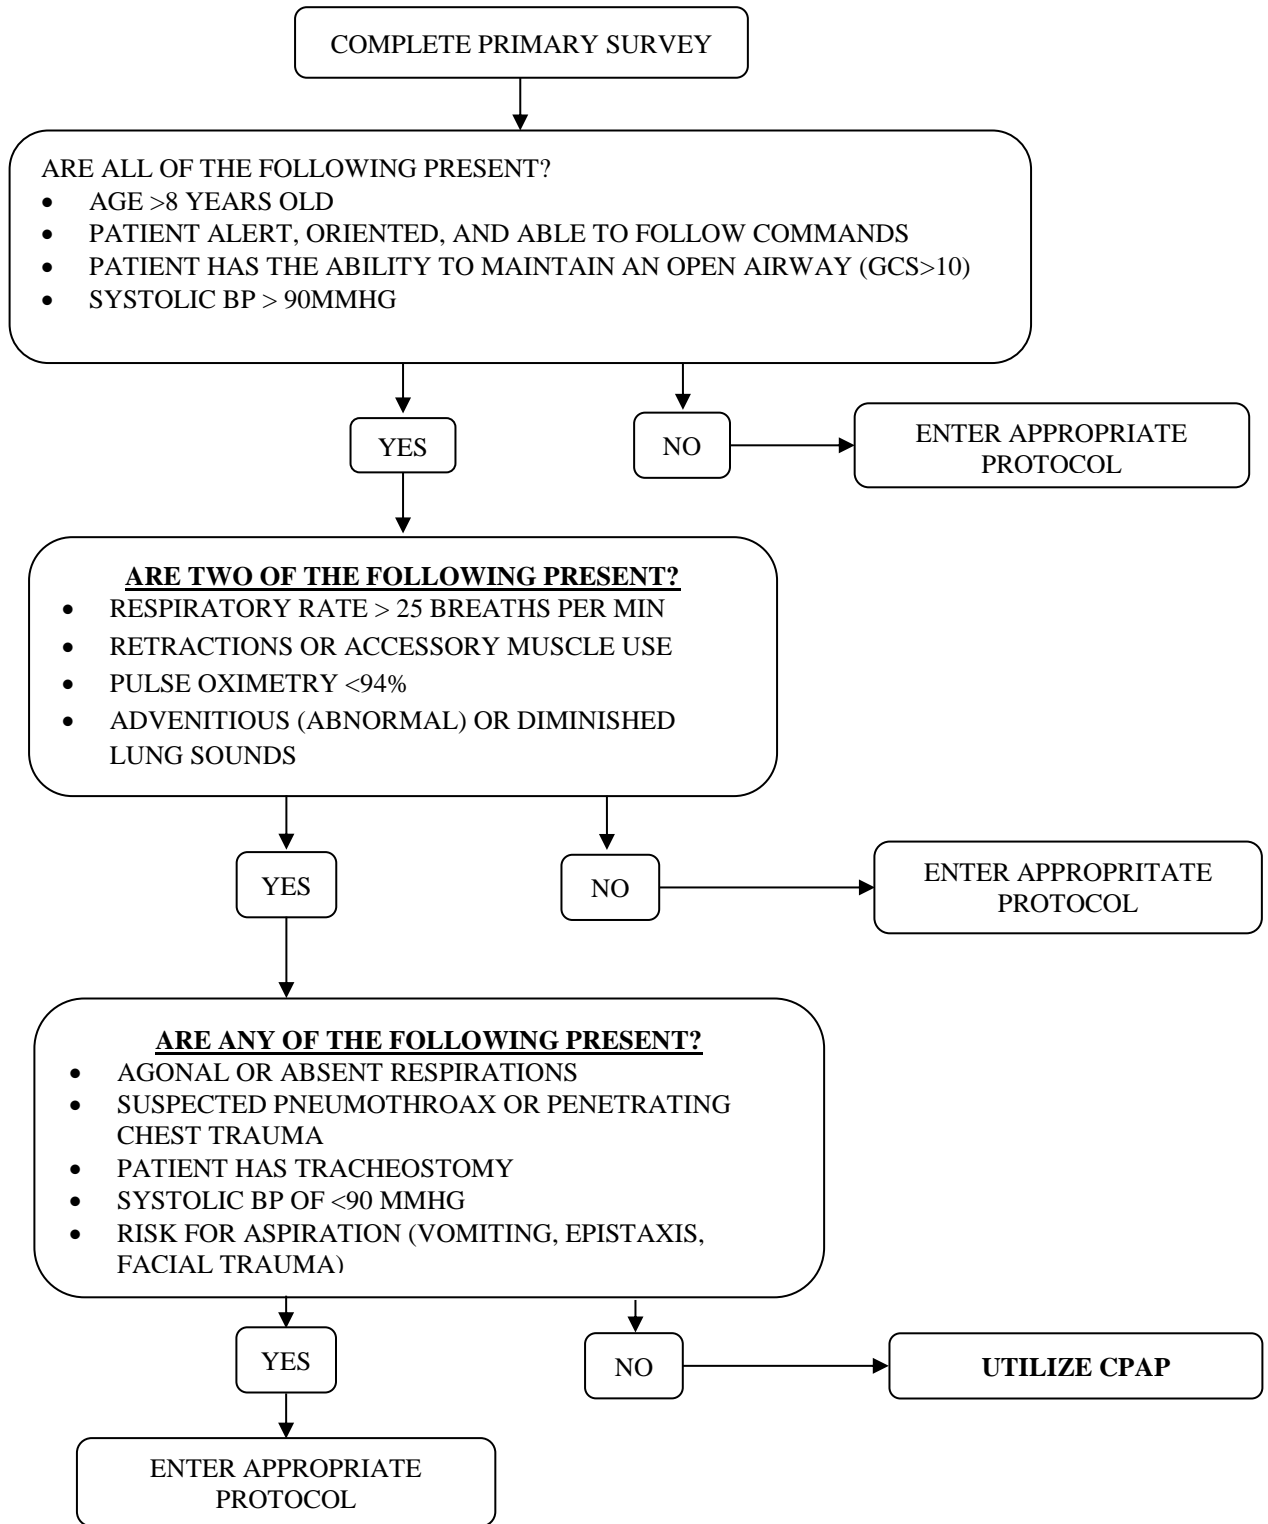 COMPLETE PRIMARY SURVEY
ARE ALL OF THE FOLLOWING PRESENT?
• AGE >8 YEARS OLD
• PATIENT ALERT, ORIENTED, AND ABLE TO FOLLOW COMMANDS
• PATIENT HAS THE ABILITY TO MAINTAIN AN OPEN AIRWAY (GCS>10)
• SYSTOLIC BP > 90MMHG
YES
NO
ENTER APPROPRIATE
PROTOCOL
ARE TWO OF THE FOLLOWING PRESENT?
• RESPIRATORY RATE > 25 BREATHS PER MIN
• RETRACTIONS OR ACCESSORY MUSCLE USE
• PULSE OXIMETRY <94%
• ADVENITIOUS (ABNORMAL) OR DIMINISHED
LUNG SOUNDS
YES
NO
ENTER APPROPRITATE
PROTOCOL
ARE ANY OF THE FOLLOWING PRESENT?
• AGONAL OR ABSENT RESPIRATIONS
• SUSPECTED PNEUMOTHROAX OR PENETRATING
CHEST TRAUMA
• PATIENT HAS TRACHEOSTOMY
• SYSTOLIC BP OF <90 MMHG
• RISK FOR ASPIRATION (VOMITING, EPISTAXIS,
FACIAL TRAUMA)
YES
NO
UTILIZE CPAP
ENTER APPROPRIATE
PROTOCOL